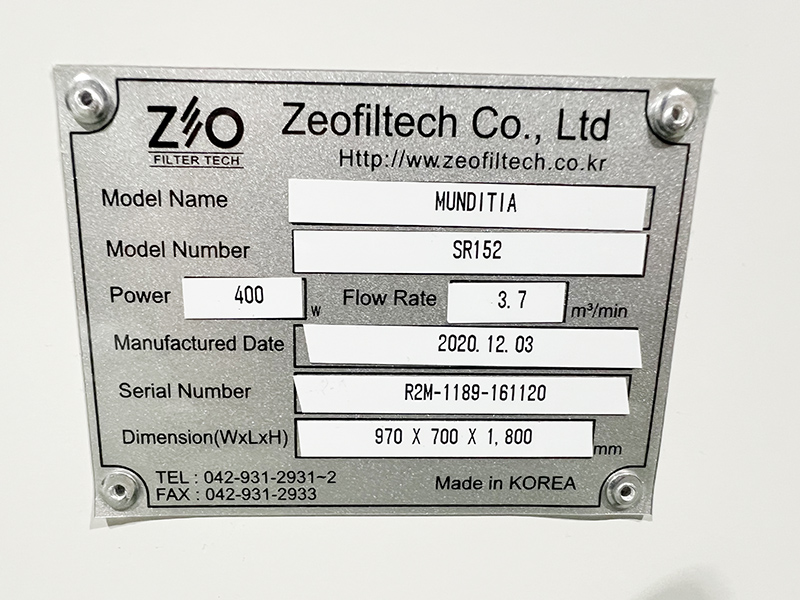 ZIO
FILTER TECH
Zeofiltech Co., Ltd
Http://ww.zeofiltech.co.kr
Model Name MUNDITIA
Model Number SR152
Power 400 W Flow Rate 3.7 m³/min
Manufactured Date 2020.12.03
Serial Number R2M-1189-161120
Dimension(WxLxH) 970 X 700 X 1,800 mm
TEL : 042-931-2931~2
FAX : 042-931-2933
Made in KOREA